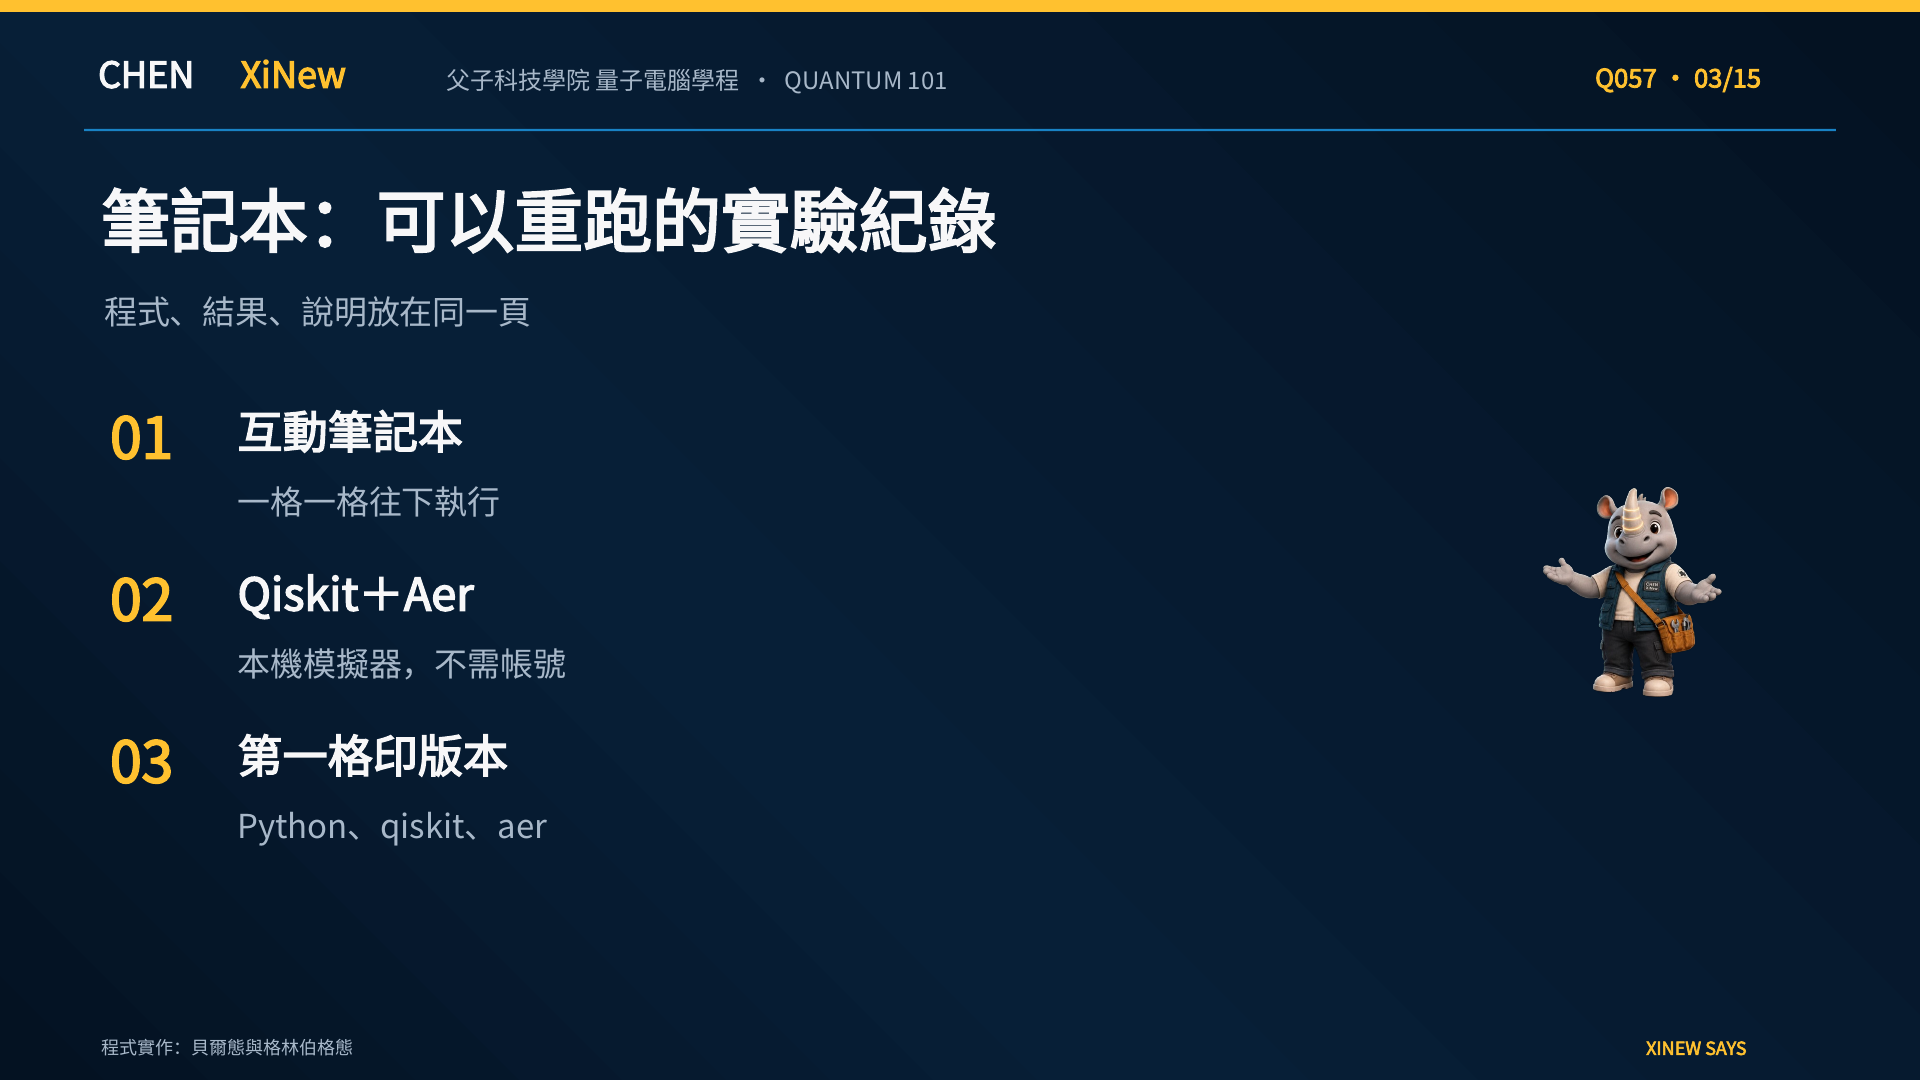 CHEN XiNew 父子科技學院 量子電腦學程 · QUANTUM 101 Q057 · 03/15
筆記本：可以重跑的實驗紀錄
程式、結果、說明放在同一頁
01 互動筆記本
一格一格往下執行
02 Qiskit＋Aer
本機模擬器，不需帳號
03 第一格印版本
Python、qiskit、aer
程式實作：貝爾態與格林伯格態 XINEW SAYS